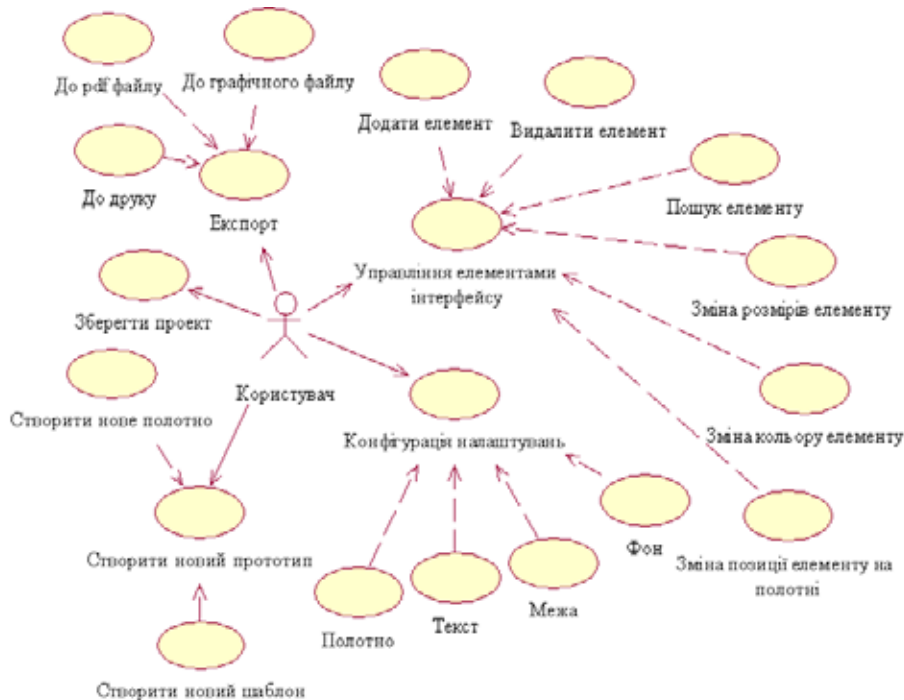 До pdf файлу
До графічного файлу
Додати елемент
Видалити елемент
До друку
Експорт
Пошук елементу
Управління елементами
інтерфейсу
Зміна розмірів елементу
Зберегти проект
Користувач
Створити нове полотно
Конфігурація налаштувань
Зміна кольору елементу
Створити новий прототип
Фон
Зміна позиції елементу на
полотні
Полотно
Текст
Межа
Створити новий шаблон